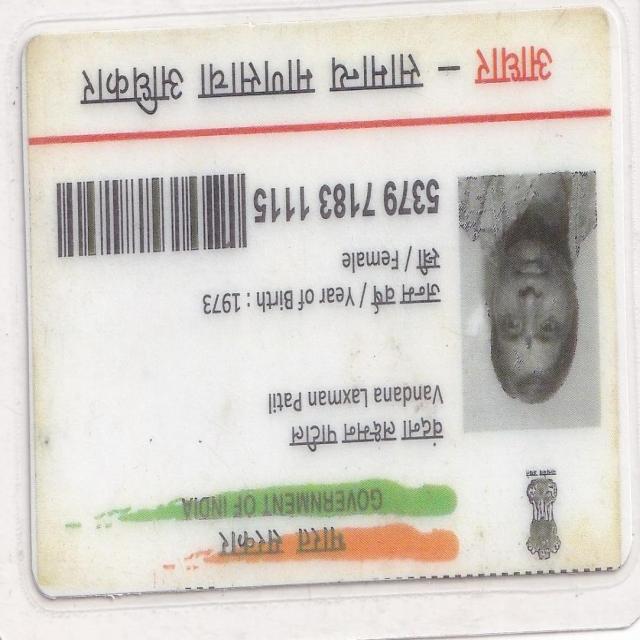 भारत सरकार
GOVERNMENT OF INDIA
वंदना लक्ष्मन पाटील
Vandana Laxman Patil
जन्म वर्ष / Year of Birth : 1973
स्त्री / Female
5379 7183 1115
आधार – सामान्य माणसाचा अधिकार